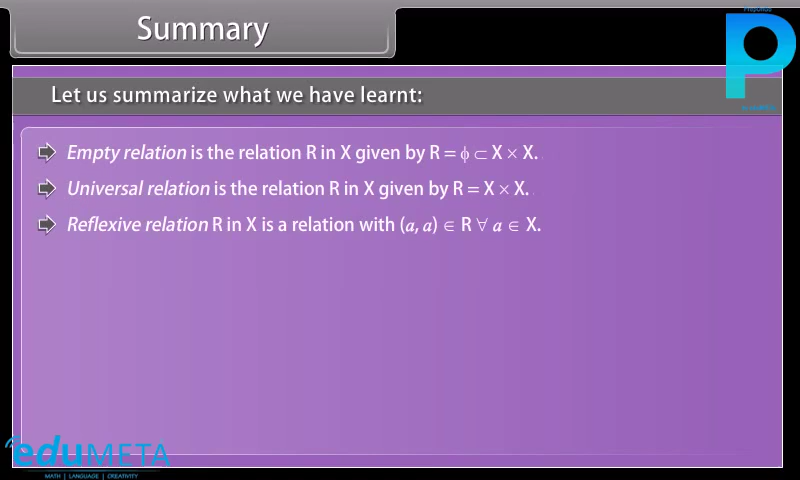 Summary
Let us summarize what we have learnt:
Empty relation is the relation R in X given by R = ϕ ⊂ X × X.
Universal relation is the relation R in X given by R = X × X.
Reflexive relation R in X is a relation with (a, a) ∈ R ∀ a ∈ X.
eduMETA
MATH | LANGUAGE | CREATIVITY